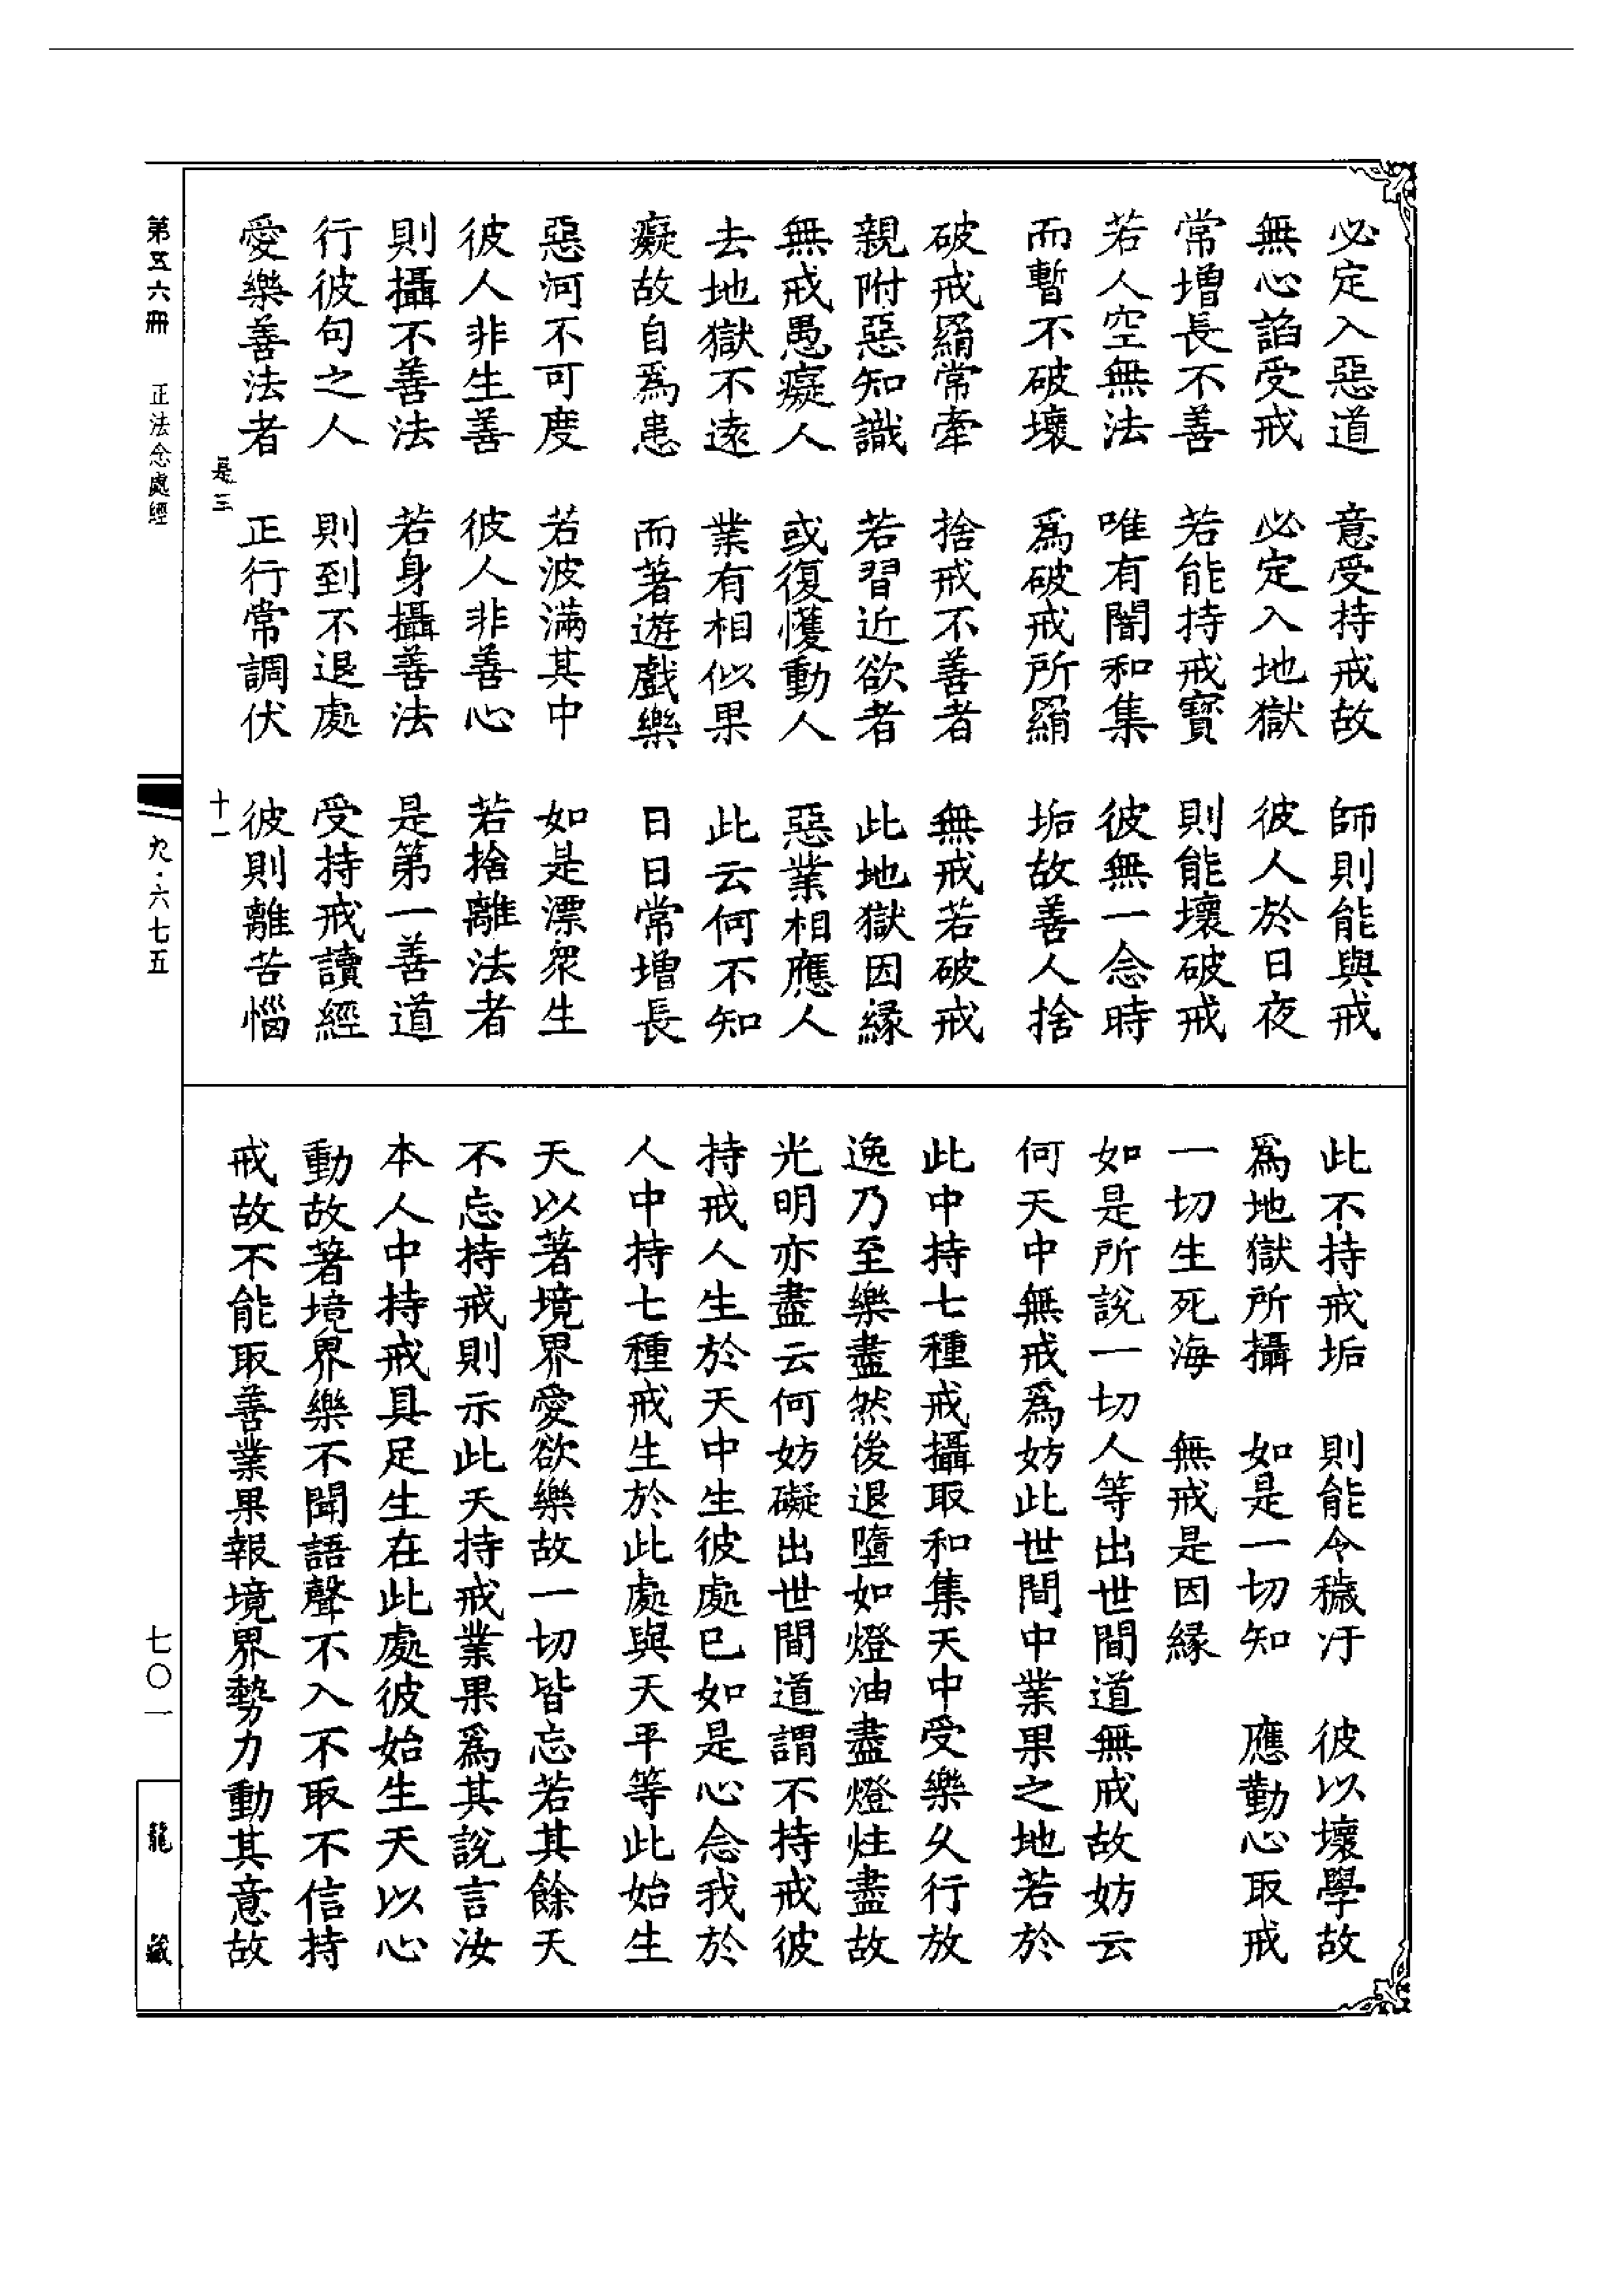 必定入惡道　意受持戒故　師則能與戒
無心諂受戒　必定入地獄　彼人於日夜
常增長不善　若能持戒寶　則能壞破戒
若人空無法　唯有闇和集　彼無一念時
而暫不破壞　爲破戒所羂　垢故善人捨
破戒羂常牽　捨戒不善者　無戒若破戒
親附惡知識　若習近欲者　此地獄因緣
無戒愚癡人　或復懱動人　惡業相應人
去地獄不遠　業有相似果　此云何不知
癡故自爲患　而著遊戲樂　日日常增長
惡河不可度　若波滿其中　如是漂衆生
彼人非生善　彼人非善心　若捨離法者
則攝不善法　若身攝善法　是第一善道
行彼句之人　則到不退處　受持戒讀經
愛樂善法者　正行常調伏　彼則離苦惱
是三　十一
此不持戒垢　則能令穢汙　彼以壞學故
爲地獄所攝　如是一切知　應勤心取戒
一切生死海　無戒是因緣
如是所說一切人等出世間道無戒故妨云
何天中無戒爲妨此世間中業果之地若於
此中持七種戒攝取和集天中受樂久行放
逸乃至樂盡然後退墮如燈油盡燈炷盡故
光明亦盡云何妨礙出世間道謂不持戒彼
持戒人生於天中生彼處已如是心念我於
人中持七種戒生於此處與天平等此始生
天以著境界愛欲樂故一切皆忘若其餘天
不忘持戒則示此天持戒業果爲其說言汝
本人中持戒具足生在此處彼始生天以心
動故著境界樂不聞語聲不入不取不信持
戒故不能取善業果報境界勢力動其意故
第五六冊　正法念處經
九·六七五
七〇一
龍藏